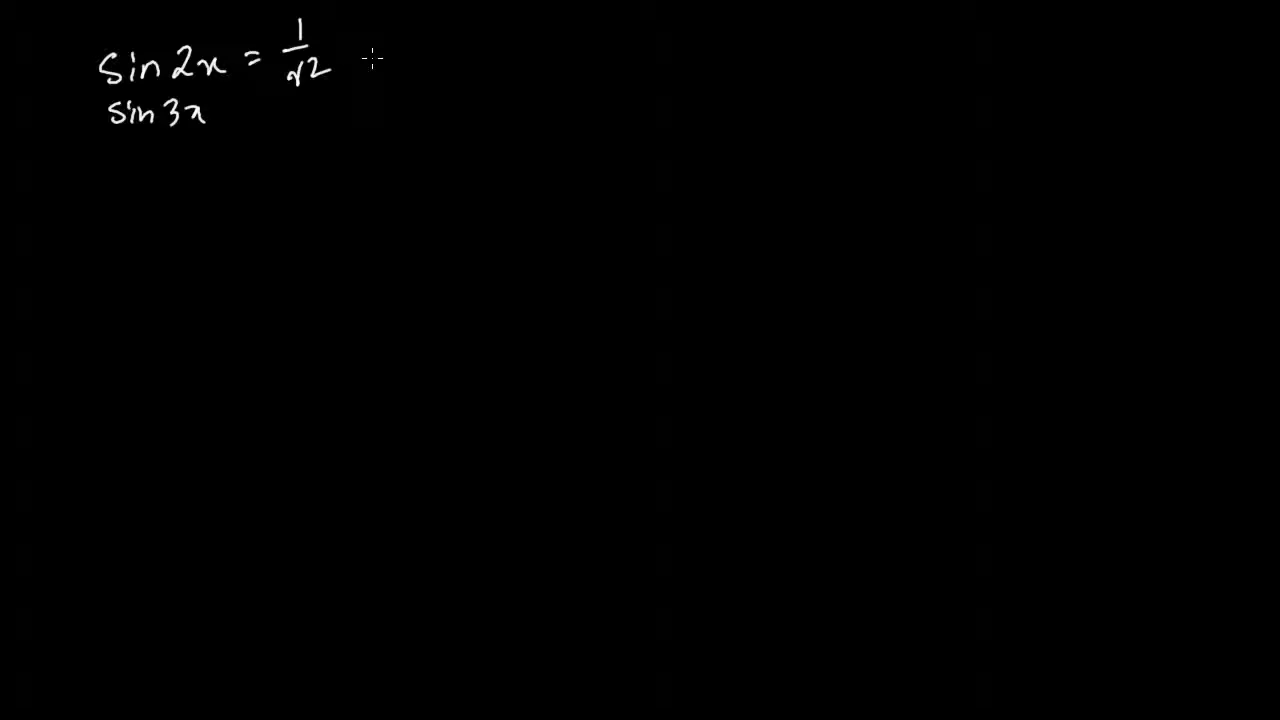 sin 2x = 1/√2
sin 3x